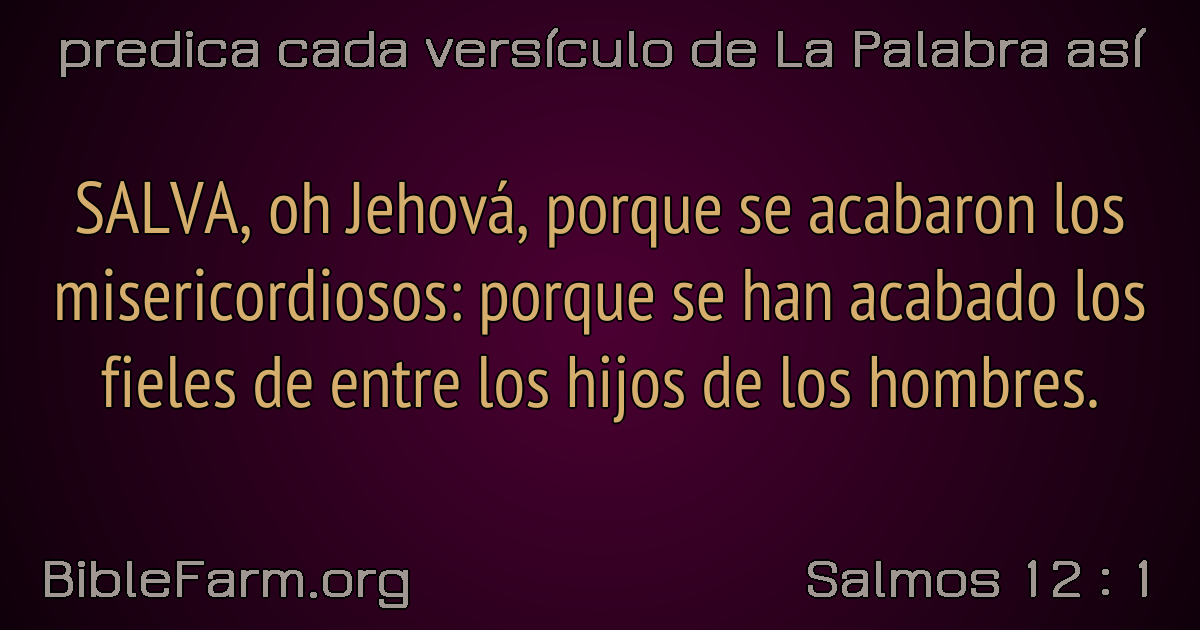 predica cada versículo de La Palabra así
SALVA, oh Jehová, porque se acabaron los
misericordiosos: porque se han acabado los
fieles de entre los hijos de los hombres.
BibleFarm.org
Salmos 12 : 1